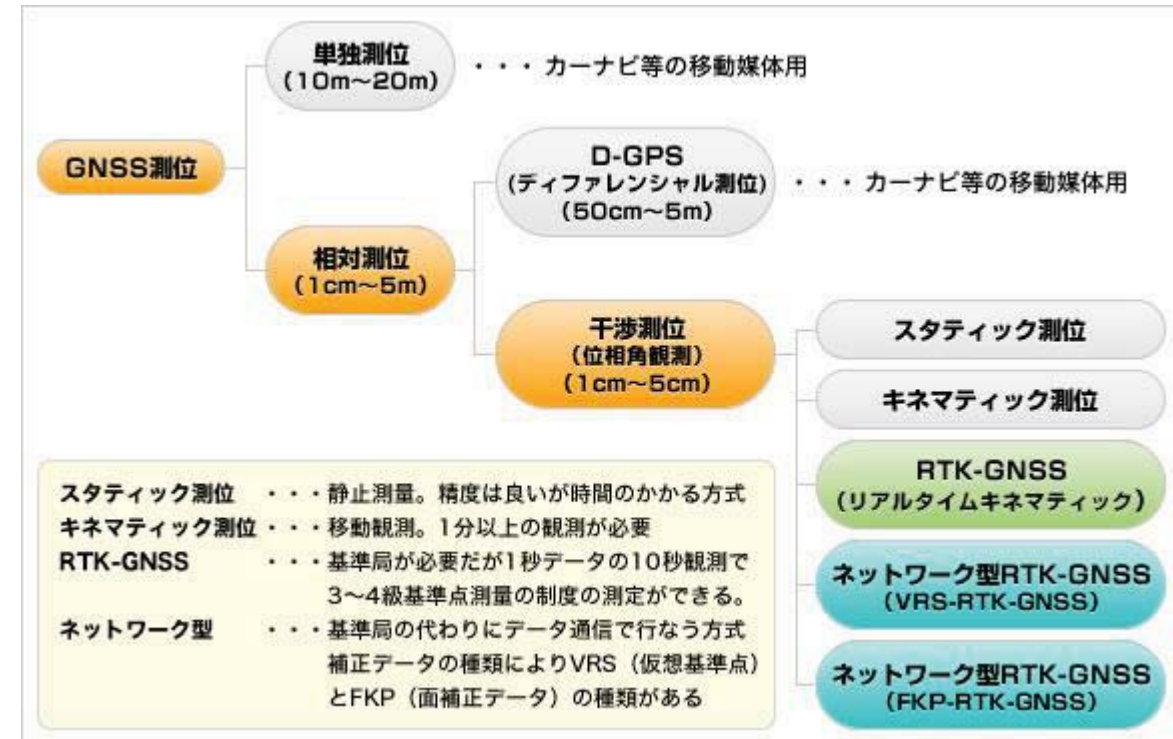 単独測位
(10m～20m)
・・・ カーナビ等の移動媒体用
GNSS測位
D-GPS
(ディファレンシャル測位)
(50cm～5m)
・・・ カーナビ等の移動媒体用
相対測位
(1cm～5m)
干渉測位
(位相角観測)
(1cm～5cm)
スタティック測位
キネマティック測位
RTK-GNSS
(リアルタイムキネマティック)
ネットワーク型RTK-GNSS
(VRS-RTK-GNSS)
ネットワーク型RTK-GNSS
(FKP-RTK-GNSS)
スタティック測位 ・・・静止測量。精度は良いが時間のかかる方式
キネマティック測位・・・移動観測。1分以上の観測が必要
RTK-GNSS ・・・基準局が必要だが1秒データの10秒観測で
3～4級基準点測量の制度の測定ができる。
ネットワーク型 ・・・基準局の代わりにデータ通信で行なう方式
補正データの種類によりVRS（仮想基準点）
とFKP（面補正データ）の種類がある